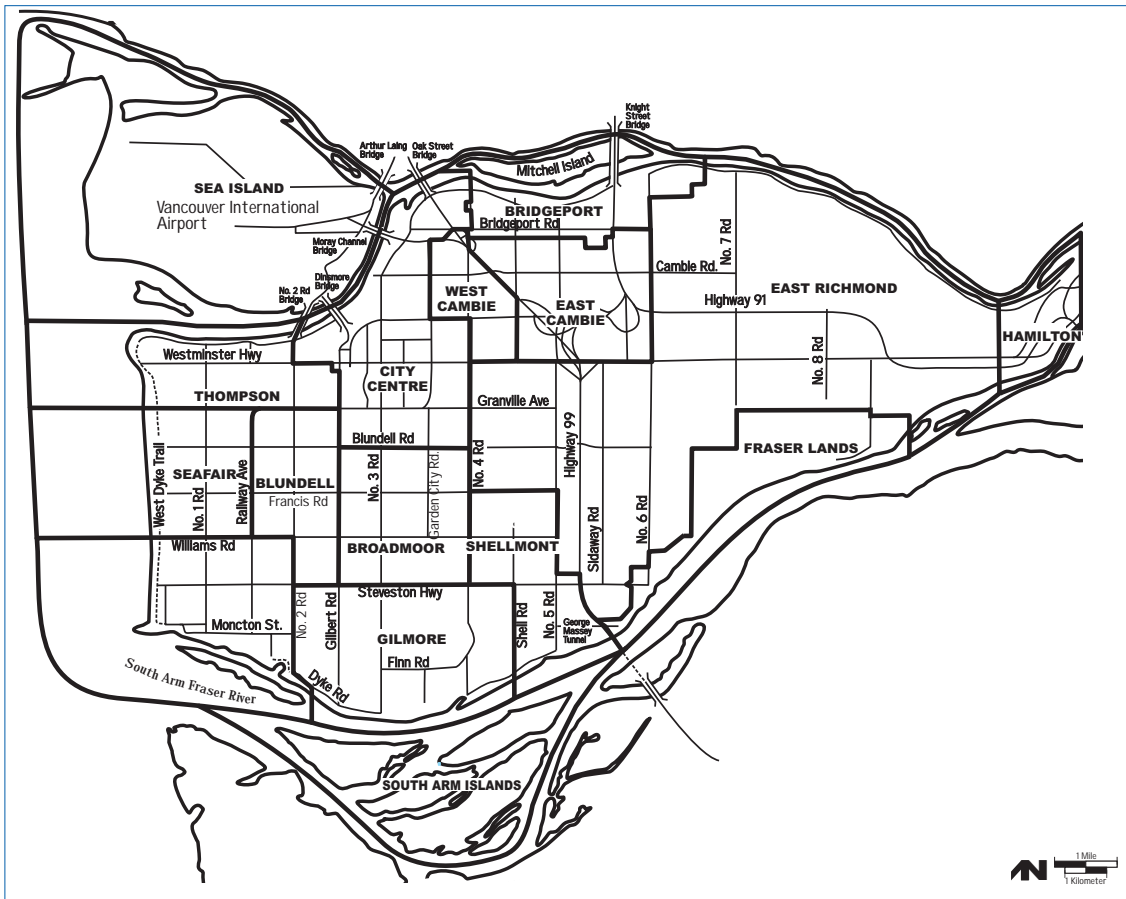 Knight
Street
Bridge
Arthur Laing
Bridge
Oak Street
Bridge
Mitchell Island
SEA ISLAND
Vancouver International
Airport
BRIDGEPORT
Bridgeport Rd
Moray Channel
Bridge
No. 7 Rd
Cambie Rd.
Dinsmore
Bridge
No. 2 Rd
Bridge
WEST
CAMBIE
EAST
CAMBIE
EAST RICHMOND
Highway 91
HAMILTON
Westminster Hwy
No. 8 Rd
CITY
CENTRE
THOMPSON
Granville Ave
Blundell Rd
Highway 99
FRASER LANDS
West Dyke Trail
SEAFAIR
No. 1 Rd
Railway Ave
BLUNDELL
Francis Rd
No. 3 Rd
Garden City Rd.
No. 4 Rd
Williams Rd
BROADMOOR
SHELLMONT
Sidaway Rd
No. 6 Rd
Steveston Hwy
Moncton St.
No. 2 Rd
Gilbert Rd
GILMORE
Shell Rd
No. 5 Rd
George
Massey
Tunnel
Finn Rd
Dyke Rd
South Arm Fraser River
SOUTH ARM ISLANDS
N
1 Mile
1 Kilometer